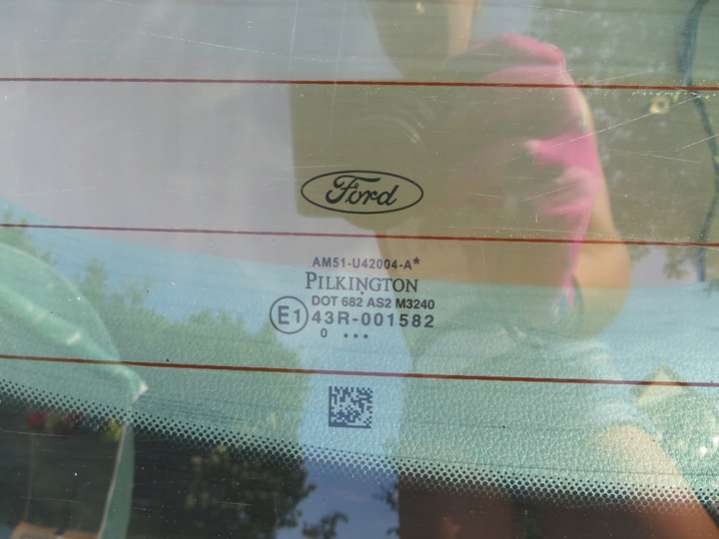 Ford
AM51-U42004-A*
PILKINGTON
DOT 682 AS2 M3240
E1 43R-001582
0 •••